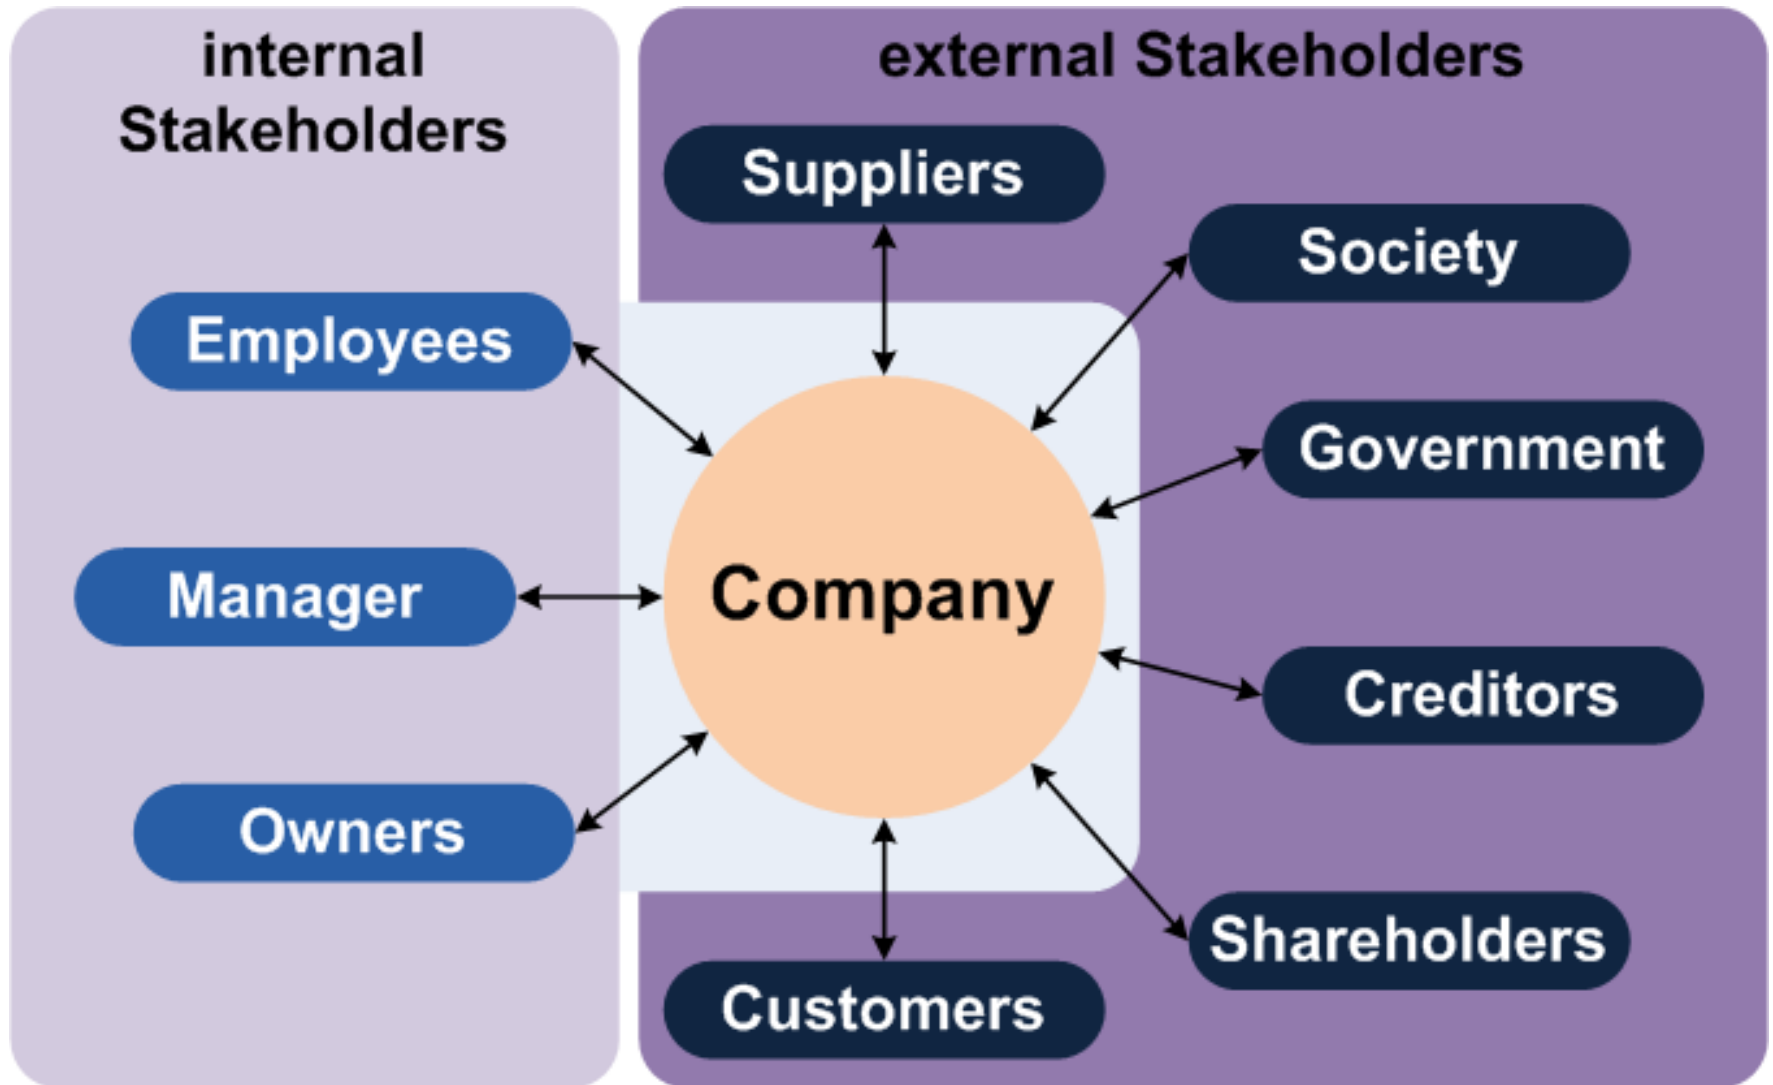 internal
Stakeholders
external Stakeholders
Suppliers
Society
Employees
Government
Manager
Company
Creditors
Owners
Shareholders
Customers